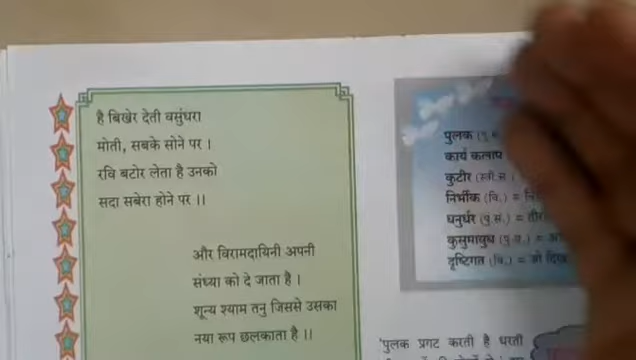 है बिखेर देती वसुंधरा
मोती, सबके सोने पर ।
रवि बटोर लेता है उनको
सदा सबेरा होने पर ।।
और विरामदायिनी अपनी
संध्या को दे जाता है ।
शून्य श्याम तनु जिससे उसका
नया रूप छलकाता है ।।
पुलक (पुं.
कार्य कलाप
कुटीर (स्त्री.सं.
निर्भीक (वि.) =
धनुर्धर (पुं.सं.) =
कुसुमायुध (पुं.सं.) =
दृष्टिगत (वि.) = जो
'पुलक प्रगट करती है धरती